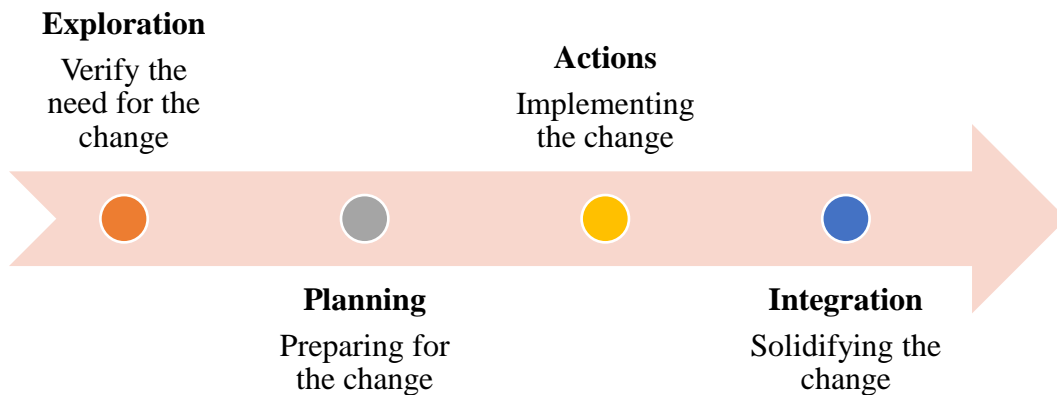 Exploration
Verify the
need for the
change
Planning
Preparing for
the change
Actions
Implementing
the change
Integration
Solidifying the
change